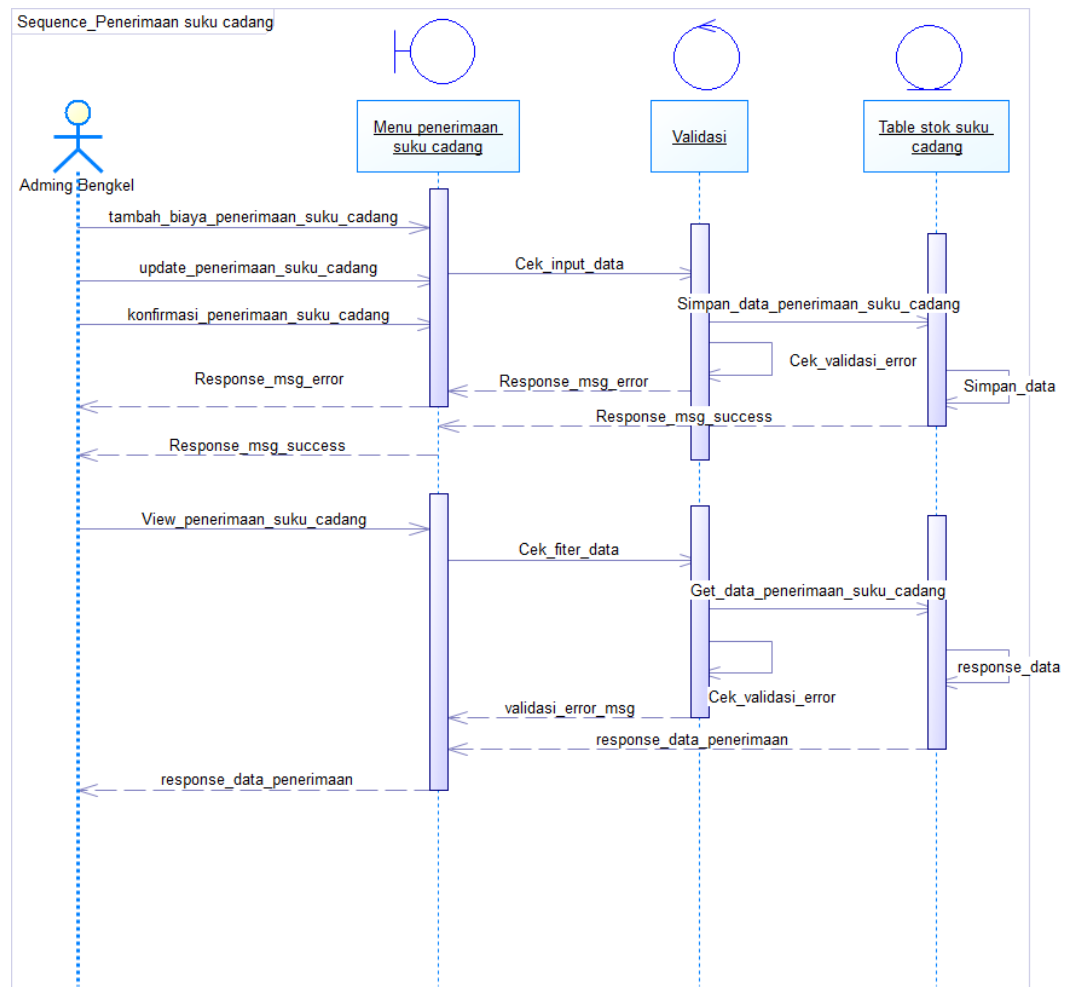 Sequence_Penerimaan suku cadang
Menu penerimaan
suku cadang
Validasi
Table stok suku
cadang
Adming Bengkel
tambah_biaya_penerimaan_suku_cadang
update_penerimaan_suku_cadang
Cek_input_data
konfirmasi_penerimaan_suku_cadang
Simpan_data_penerimaan_suku_cadang
Cek_validasi_error
Response_msg_error
Response_msg_error
Simpan_data
Response_msg_success
Response_msg_success
View_penerimaan_suku_cadang
Cek_fiter_data
Get_data_penerimaan_suku_cadang
response_data
Cek_validasi_error
validasi_error_msg
response_data_penerimaan
response_data_penerimaan